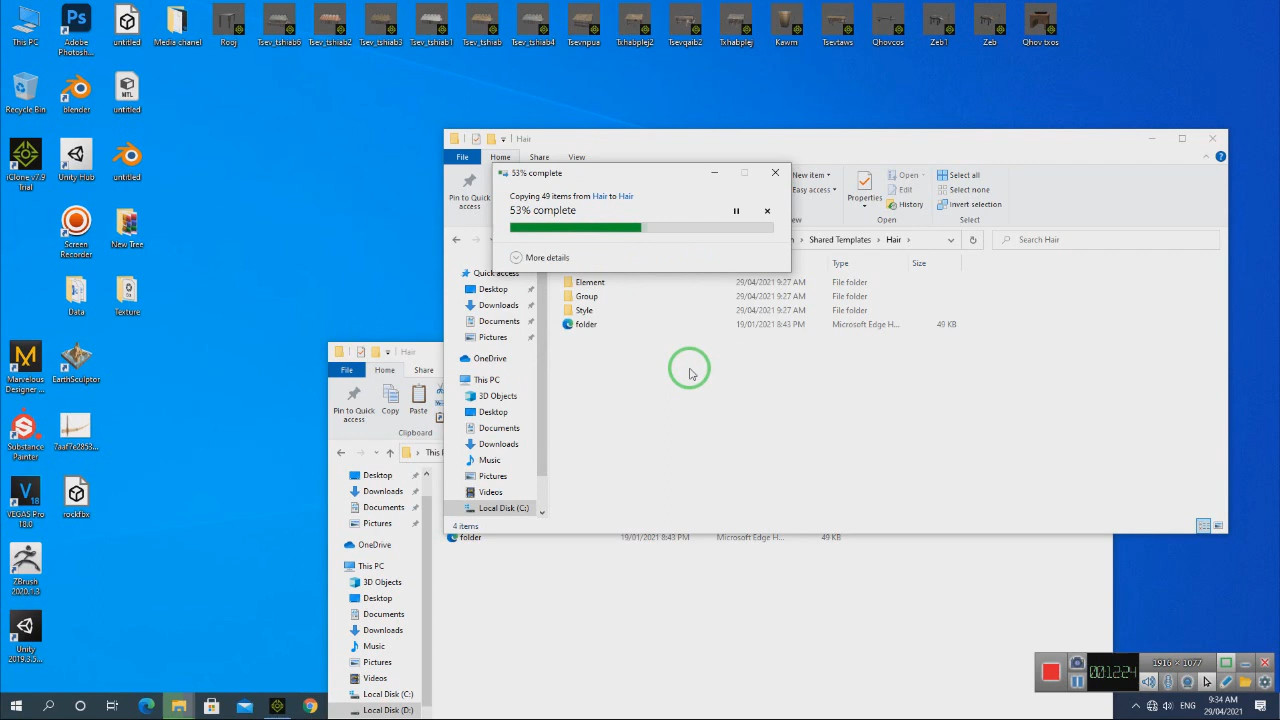 This PC
Adobe
Photosh...
untitled
Media chanel
Rooj
Tsev_tshiab6
Tsev_tshiab2
Tsev_tshiab3
Tsev_tshiab1
Tsev_tshiab
Tsev_tshiab4
Tsevnpua
Txhabplej2
Tsevqaib2
Txhabplej
Kawm
Tsevtaws
Qhovcos
Zeb1
Zeb
Qhov txos
Recycle Bin
blender
MTL
untitled
iClone v7.9
Trial
Unity Hub
untitled
Screen
Recorder
New Tree
Data
Texture
Marvelous
Designer ...
EarthSculptor
Substance
Painter
7aaf7e2853...
VEGAS Pro
18.0
rockfbx
ZBrush
2020.1.3
Unity
2019.3.5...
Hair
File Home Share View
Pin to Quick
access
New item
Easy access
Properties
Open
Edit
History
Open
Select all
Select none
Invert selection
Select
53% complete
Copying 49 items from Hair to Hair
53% complete
More details
Shared Templates › Hair ›
Search Hair
Type
Size
Quick access
Desktop
Downloads
Documents
Pictures
OneDrive
This PC
3D Objects
Desktop
Documents
Downloads
Music
Pictures
Videos
Local Disk (C:)
Element 29/04/2021 9:27 AM File folder
Group 29/04/2021 9:27 AM File folder
Style 29/04/2021 9:27 AM File folder
folder 19/01/2021 8:43 PM Microsoft Edge H... 49 KB
4 items
Hair
File Home Share
Pin to Quick
access
Copy
Paste
Clipboard
Desktop
Downloads
Documents
Pictures
OneDrive
This PC
3D Objects
Desktop
Documents
Downloads
Music
Pictures
Videos
Local Disk (C:)
Local Disk (D:)
folder 19/01/2021 8:43 PM Microsoft Edge H... 49 KB
001224
1916 × 1077
ENG
9:34 AM
29/04/2021